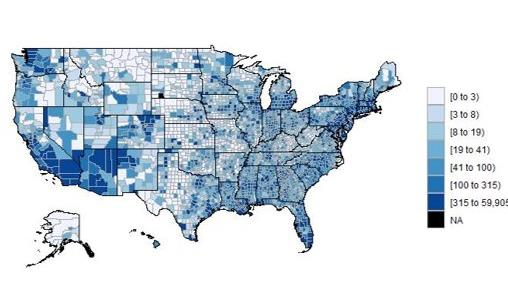 [0 to 3)
[3 to 8)
[8 to 19)
[19 to 41)
[41 to 100)
[100 to 315)
[315 to 59,905
NA